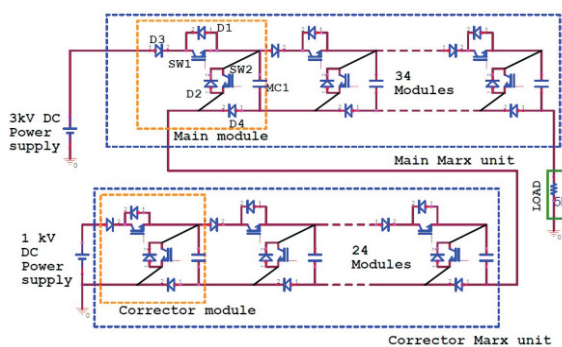 D1
D3
SW1
SW2
D2
MC1
D4
Main module
34
Modules
3kV DC
Power
supply
Main Marx unit
LOAD
1 kV
DC
Power
supply
24
Modules
Corrector module
Corrector Marx unit